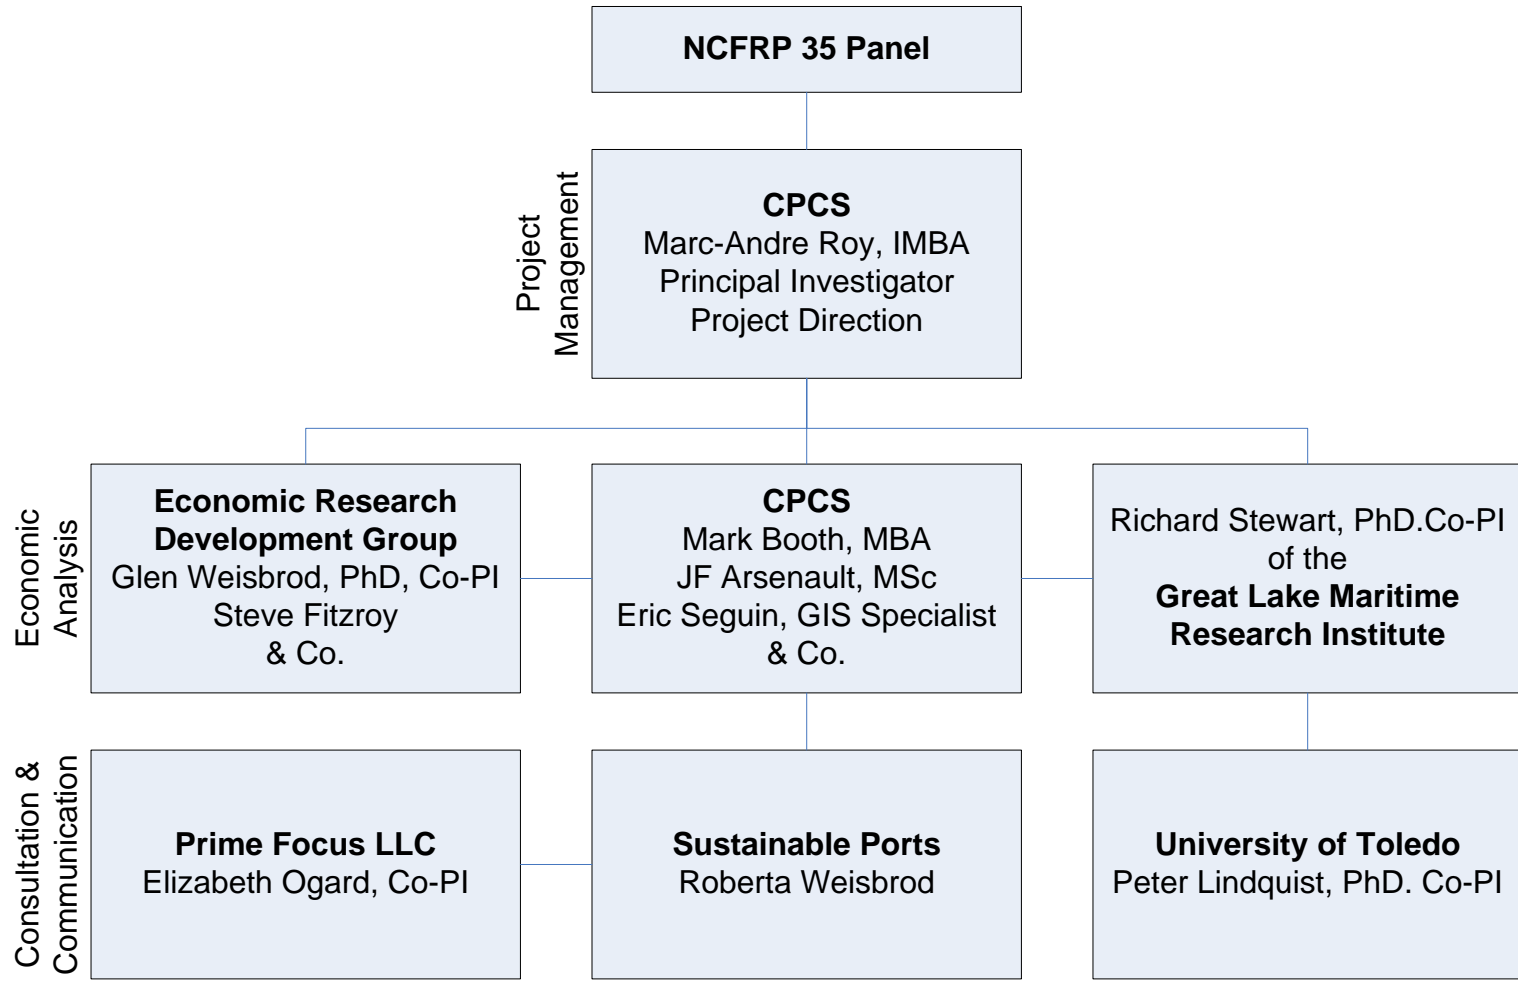 NCFRP 35 Panel
Project
Management
CPCS
Marc-Andre Roy, IMBA
Principal Investigator
Project Direction
Economic
Analysis
Economic Research
Development Group
Glen Weisbrod, PhD, Co-PI
Steve Fitzroy
& Co.
CPCS
Mark Booth, MBA
JF Arsenault, MSc
Eric Seguin, GIS Specialist
& Co.
Richard Stewart, PhD.Co-PI
of the
Great Lake Maritime
Research Institute
Consultation &
Communication
Prime Focus LLC
Elizabeth Ogard, Co-PI
Sustainable Ports
Roberta Weisbrod
University of Toledo
Peter Lindquist, PhD. Co-PI